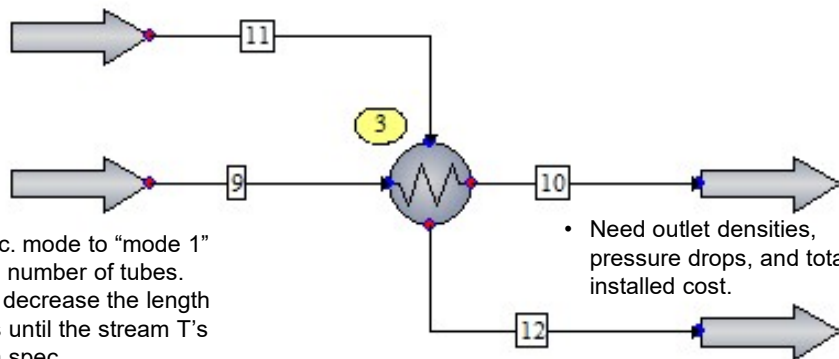 11
3
9
10
c. mode to “mode 1”
number of tubes.
decrease the length
until the stream T’s
spec.
• Need outlet densities,
pressure drops, and
installed cost.
12